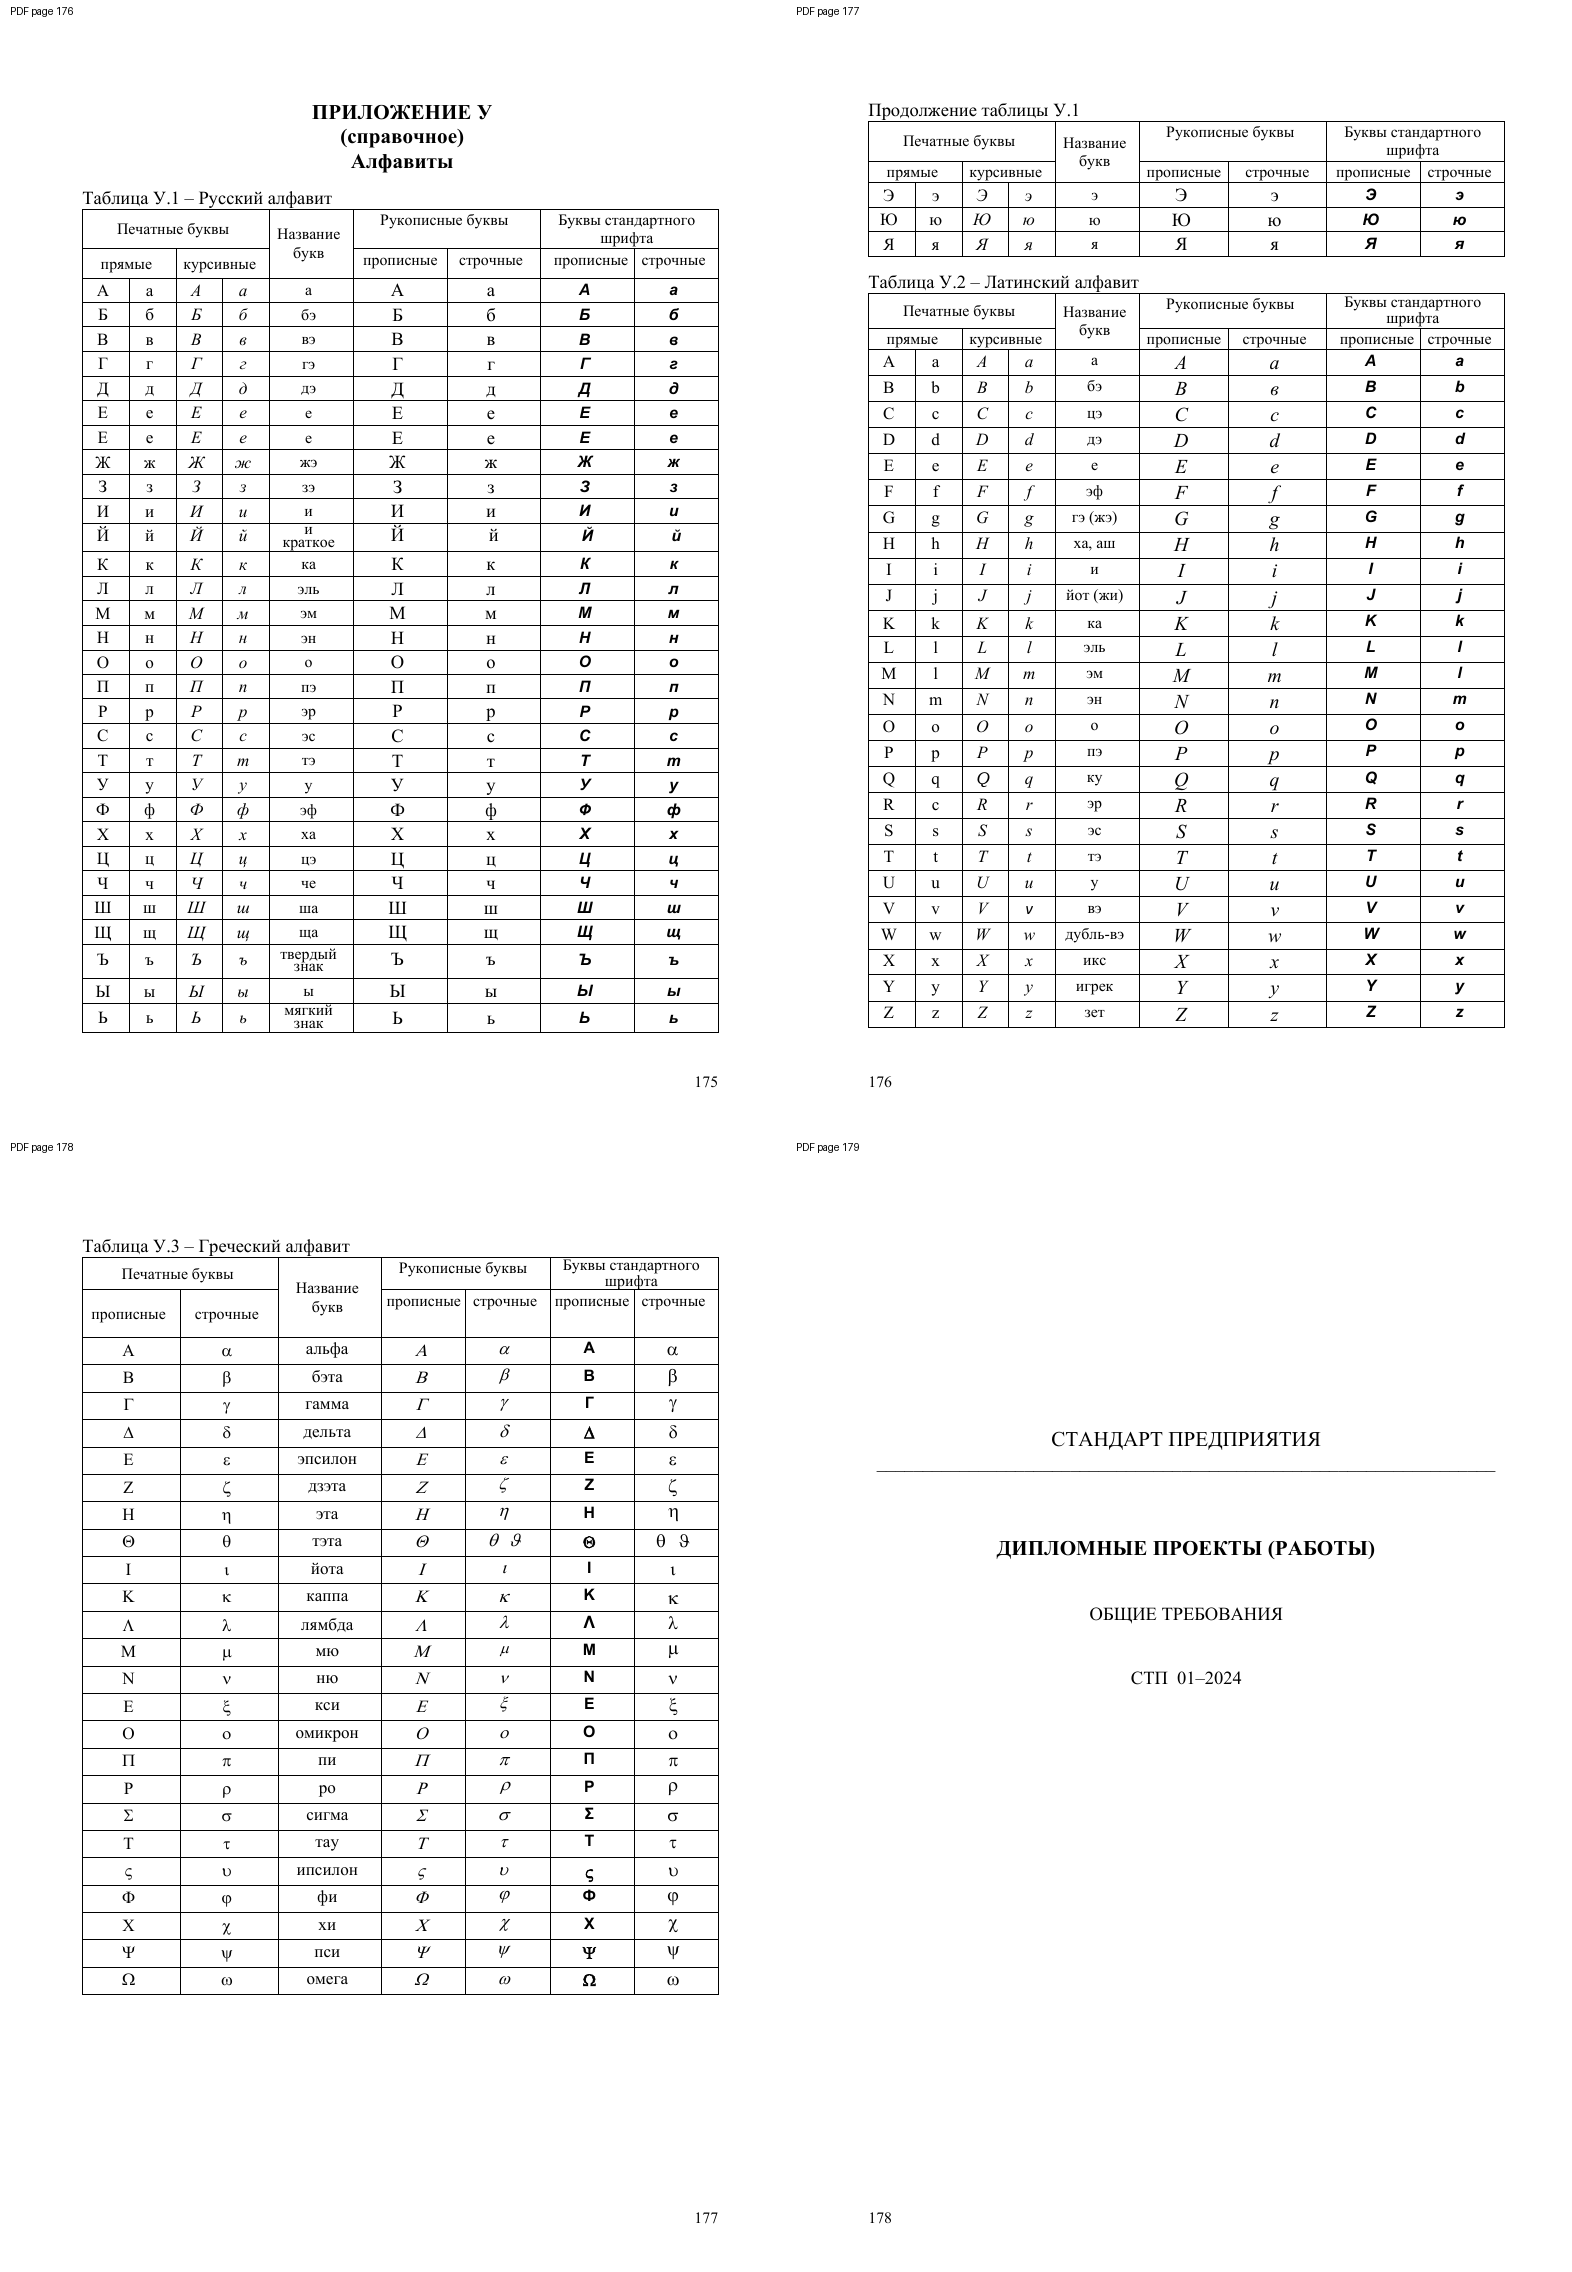 PDF page 176
ПРИЛОЖЕНИЕ У
(справочное)
Алфавиты
Таблица У.1 – Русский алфавит
Печатные буквы Название букв Рукописные буквы Буквы стандартного шрифта
прямые курсивные прописные строчные прописные строчные
А а А а а А а А а
Б б Б б бэ Б б Б б
В в В в вэ В в В в
Г г Г г гэ Г г Г г
Д д Д д дэ Д д Д д
Е е Е е е Е е Е е
Е е Е е е Е е Е е
Ж ж Ж ж жэ Ж ж Ж ж
З з З з зэ З з З з
И и И и и И и И и
Й й Й й и краткое Й й Й й
К к К к ка К к К к
Л л Л л эль Л л Л л
М м М м эм М м М м
Н н Н н эн Н н Н н
О о О о о О о О о
П п П п пэ П п П п
Р р Р р эр Р р Р р
С с С с эс С с С с
Т т Т т тэ Т т Т т
У у У у у У у У у
Ф ф Ф ф эф Ф ф Ф ф
Х х Х х ха Х х Х х
Ц ц Ц ц цэ Ц ц Ц ц
Ч ч Ч ч че Ч ч Ч ч
Ш ш Ш ш ша Ш ш Ш ш
Щ щ Щ щ ща Щ щ Щ щ
Ъ ъ Ъ ъ твердый знак Ъ ъ Ъ ъ
Ы ы Ы ы ы Ы ы Ы ы
Ь ь Ь ь мягкий знак Ь ь Ь ь
175
PDF page 177
Продолжение таблицы У.1
Печатные буквы Название букв Рукописные буквы Буквы стандартного шрифта
прямые курсивные прописные строчные прописные строчные
Э э Э э э Э э Э э
Ю ю Ю ю ю Ю ю Ю ю
Я я Я я я Я я Я я
Таблица У.2 – Латинский алфавит
Печатные буквы Название букв Рукописные буквы Буквы стандартного шрифта
прямые курсивные прописные строчные прописные строчные
A a A a а A a A a
B b B b бэ B в B b
C c C c цэ C c C c
D d D d дэ D d D d
E e E e е E e E e
F f F f эф F f F f
G g G g гэ (жэ) G g G g
H h H h ха, аш H h H h
I i I i и I i I i
J j J j йот (жи) J j J j
K k K k ка K k K k
L l L l эль L l L l
M l M m эм M m M l
N m N n эн N n N m
O o O o о O o O o
P p P p пэ P p P p
Q q Q q ку Q q Q q
R c R r эр R r R r
S s S s эс S s S s
T t T t тэ T t T t
U u U u у U u U u
V v V v вэ V v V v
W w W w дубль-вэ W w W w
X x X x икс X x X x
Y y Y y игрек Y y Y y
Z z Z z зет Z z Z z
176
PDF page 178
Таблица У.3 – Греческий алфавит
Печатные буквы Название букв Рукописные буквы Буквы стандартного шрифта
прописные строчные прописные строчные прописные строчные
Α α альфа Α α Α α
Β β бэта Β β Β β
Γ γ гамма Γ γ Γ γ
Δ δ дельта Δ δ Δ δ
Ε ε эпсилон Ε ε Ε ε
Ζ ζ дзэта Ζ ζ Ζ ζ
Η η эта Η η Η η
Θ θ тэта Θ θ ϑ Θ θ ϑ
Ι ι йота Ι ι Ι ι
Κ κ каппа Κ κ Κ κ
Λ λ лямбда Λ λ Λ λ
Μ μ мю Μ μ Μ μ
Ν ν ню Ν ν Ν ν
Ε ξ кси Ε ξ Ε ξ
Ο ο омикрон Ο ο Ο ο
Π π пи Π π Π π
Ρ ρ ро Ρ ρ Ρ ρ
Σ σ сигма Σ σ Σ σ
Τ τ тау Τ τ Τ τ
ς υ ипсилон ς υ ς υ
Φ φ фи Φ φ Φ φ
Χ χ хи Χ χ Χ χ
Ψ ψ пси Ψ ψ Ψ ψ
Ω ω омега Ω ω Ω ω
177
PDF page 179
СТАНДАРТ ПРЕДПРИЯТИЯ
ДИПЛОМНЫЕ ПРОЕКТЫ (РАБОТЫ)
ОБЩИЕ ТРЕБОВАНИЯ
СТП 01–2024
178